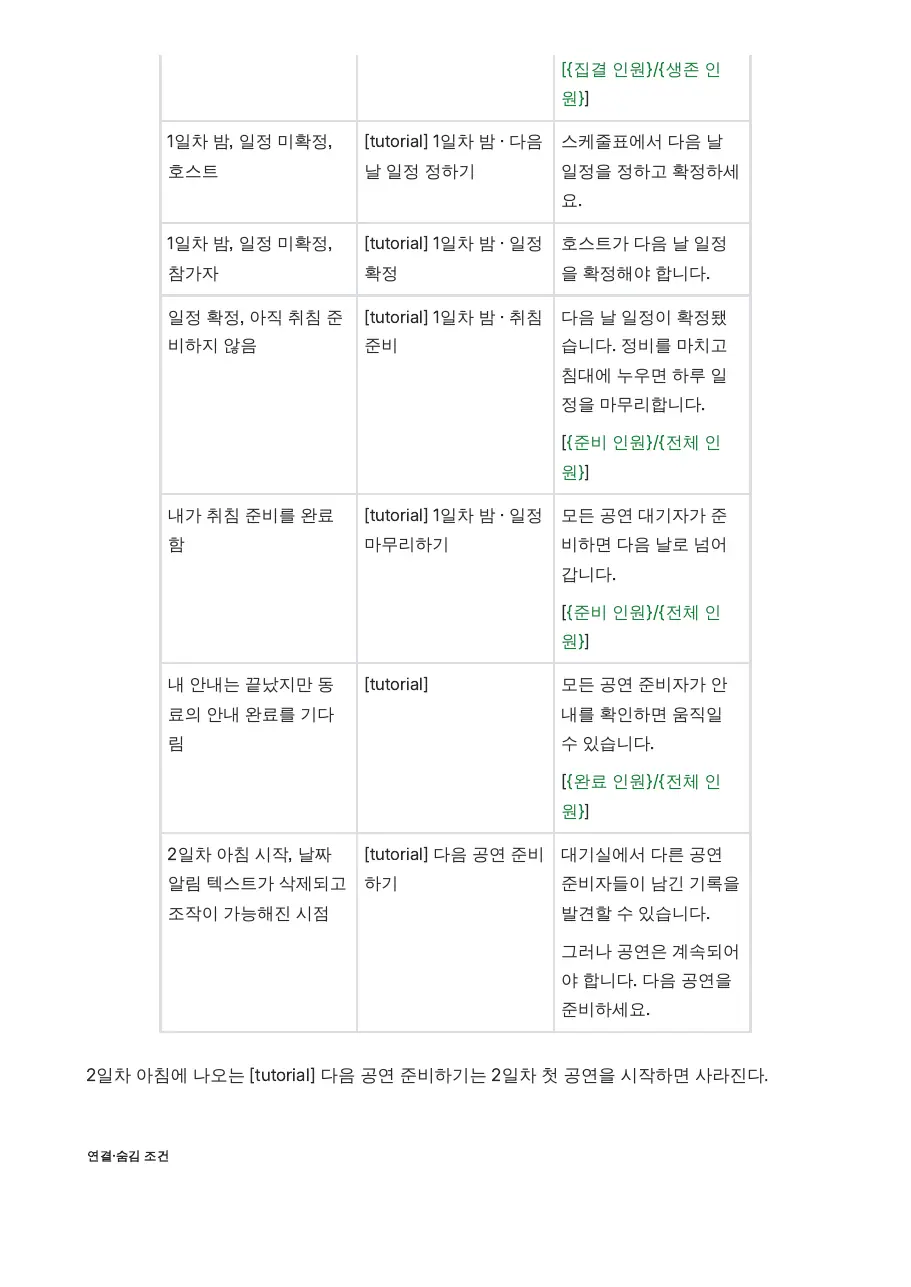 [{집결 인원}/{생존 인
원}]
1일차 밤, 일정 미확정,
호스트
[tutorial] 1일차 밤 · 다음
날 일정 정하기
스케줄표에서 다음 날
일정을 정하고 확정하세
요.
1일차 밤, 일정 미확정,
참가자
[tutorial] 1일차 밤 · 일정
확정
호스트가 다음 날 일정
을 확정해야 합니다.
일정 확정, 아직 취침 준
비하지 않음
[tutorial] 1일차 밤 · 취침
준비
다음 날 일정이 확정됐
습니다. 정비를 마치고
침대에 누우면 하루 일
정을 마무리합니다.
[{준비 인원}/{전체 인
원}]
내가 취침 준비를 완료
함
[tutorial] 1일차 밤 · 일정
마무리하기
모든 공연 대기자가 준
비하면 다음 날로 넘어
갑니다.
[{준비 인원}/{전체 인
원}]
내 안내는 끝났지만 동
료의 안내 완료를 기다
림
[tutorial]
모든 공연 준비자가 안
내를 확인하면 움직일
수 있습니다.
[{완료 인원}/{전체 인
원}]
2일차 아침 시작, 날짜
알림 텍스트가 삭제되고
조작이 가능해진 시점
[tutorial] 다음 공연 준비
하기
대기실에서 다른 공연
준비자들이 남긴 기록을
발견할 수 있습니다.
그러나 공연은 계속되어
야 합니다. 다음 공연을
준비하세요.
2일차 아침에 나오는 [tutorial] 다음 공연 준비하기는 2일차 첫 공연을 시작하면 사라진다.
연결·숨김 조건